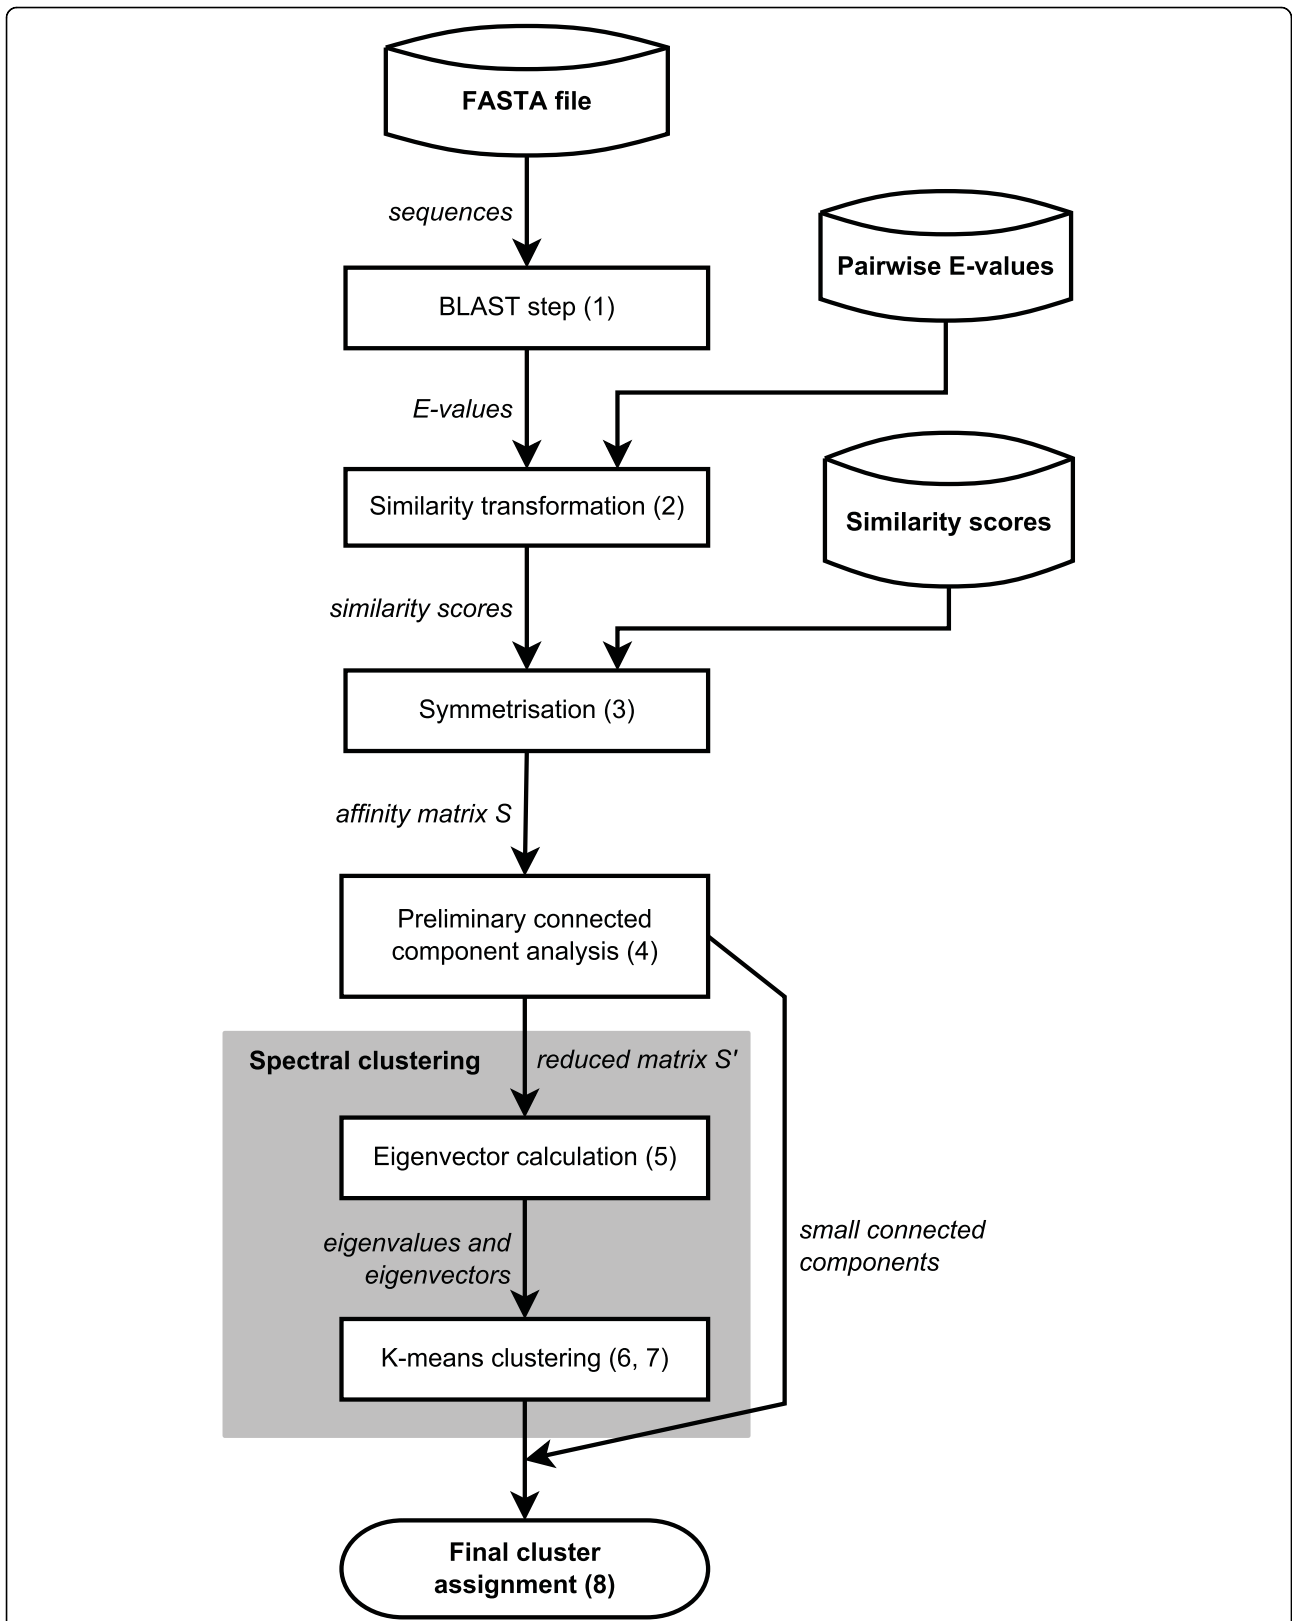 FASTA file
sequences
Pairwise E-values
BLAST step (1)
E-values
Similarity transformation (2)
Similarity scores
similarity scores
Symmetrisation (3)
affinity matrix S
Preliminary connected
component analysis (4)
Spectral clustering
reduced matrix S'
Eigenvector calculation (5)
eigenvalues and
eigenvectors
small connected
components
K-means clustering (6, 7)
Final cluster
assignment (8)